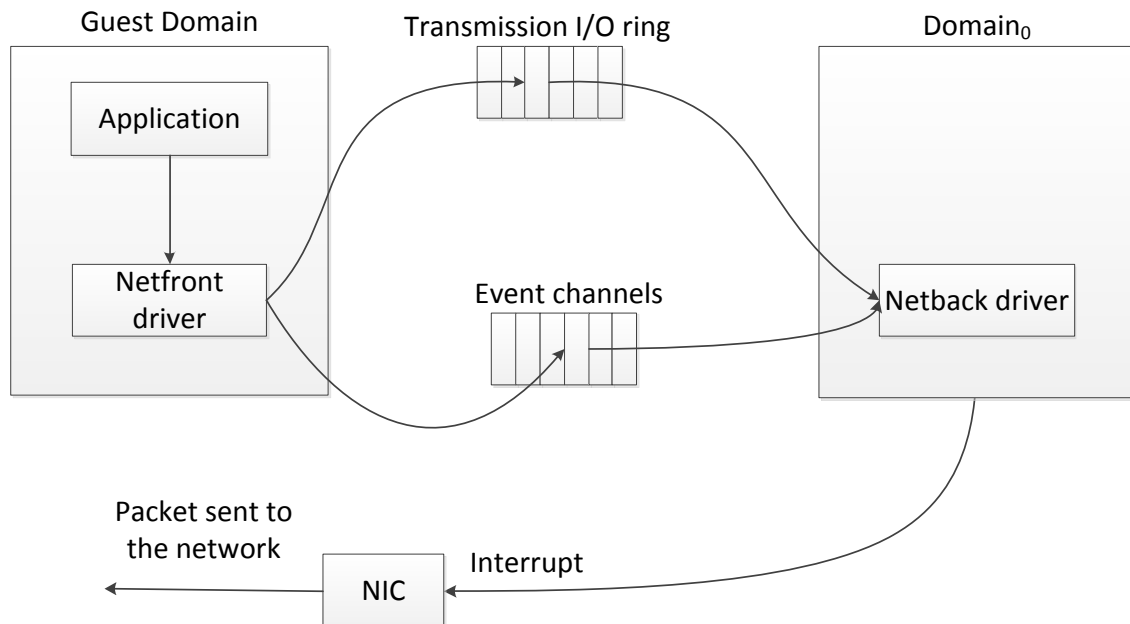 Guest Domain
Transmission I/O ring
Domain₀
Application
Netfront
driver
Event channels
Netback driver
Packet sent to
the network
Interrupt
NIC